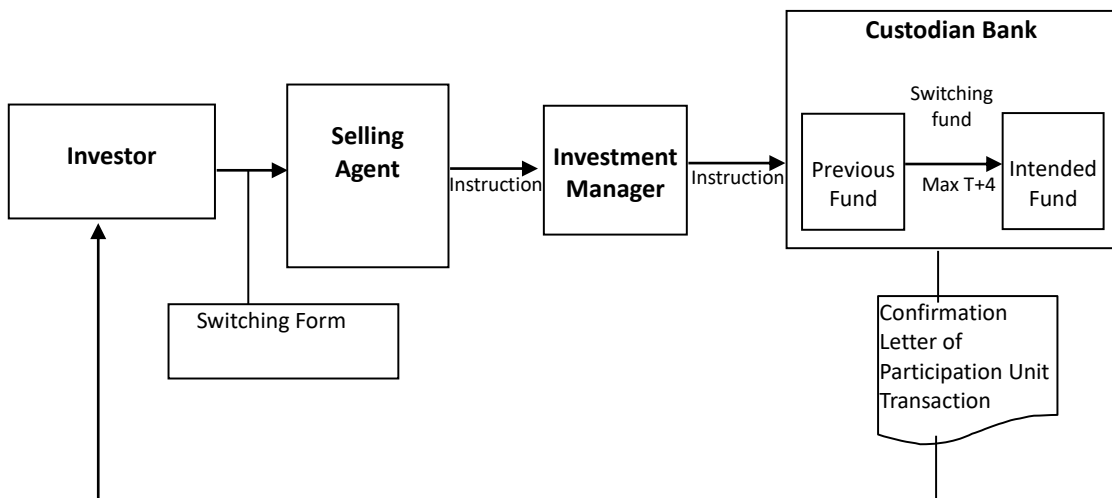 Custodian Bank
Investor
Selling
Agent
Instruction
Investment
Manager
Instruction
Switching
fund
Previous
Fund
Max T+4
Intended
Fund
Switching Form
Confirmation
Letter of
Participation Unit
Transaction